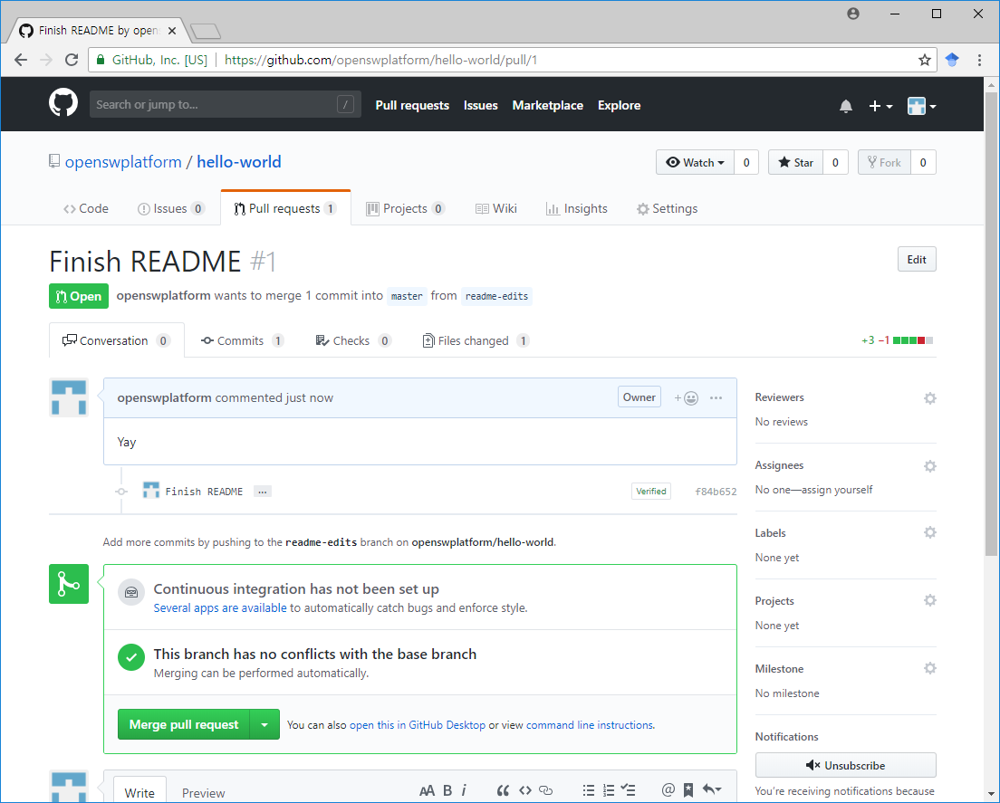 Finish README by open
GitHub, Inc. [US] | https://github.com/openswplatform/hello-world/pull/1
Search or jump to... / Pull requests Issues Marketplace Explore
openswplatform / hello-world Watch 0 Star 0 Fork 0
Code Issues 0 Pull requests 1 Projects 0 Wiki Insights Settings
Finish README #1 Edit
Open openswplatform wants to merge 1 commit into master from readme-edits
Conversation 0 Commits 1 Checks 0 Files changed 1 +3 −1
openswplatform commented just now Owner + ...
Yay
Finish README ... Verified f84b652
Add more commits by pushing to the readme-edits branch on openswplatform/hello-world.
Continuous integration has not been set up
Several apps are available to automatically catch bugs and enforce style.
This branch has no conflicts with the base branch
Merging can be performed automatically.
Merge pull request You can also open this in GitHub Desktop or view command line instructions.
Write Preview AA B i “ <> @
Reviewers
No reviews
Assignees
No one—assign yourself
Labels
None yet
Projects
None yet
Milestone
No milestone
Notifications
Unsubscribe
You're receiving notifications because